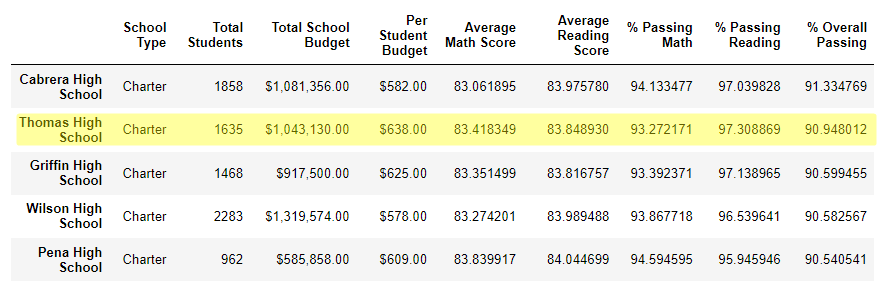 School Type Total Students Total School Budget Per Student Budget Average Math Score Average Reading Score % Passing Math % Passing Reading % Overall Passing
Cabrera High School Charter 1858 $1,081,356.00 $582.00 83.061895 83.975780 94.133477 97.039828 91.334769
Thomas High School Charter 1635 $1,043,130.00 $638.00 83.418349 83.848930 93.272171 97.308869 90.948012
Griffin High School Charter 1468 $917,500.00 $625.00 83.351499 83.816757 93.392371 97.138965 90.599455
Wilson High School Charter 2283 $1,319,574.00 $578.00 83.274201 83.989488 93.867718 96.539641 90.582567
Pena High School Charter 962 $585,858.00 $609.00 83.839917 84.044699 94.594595 95.945946 90.540541